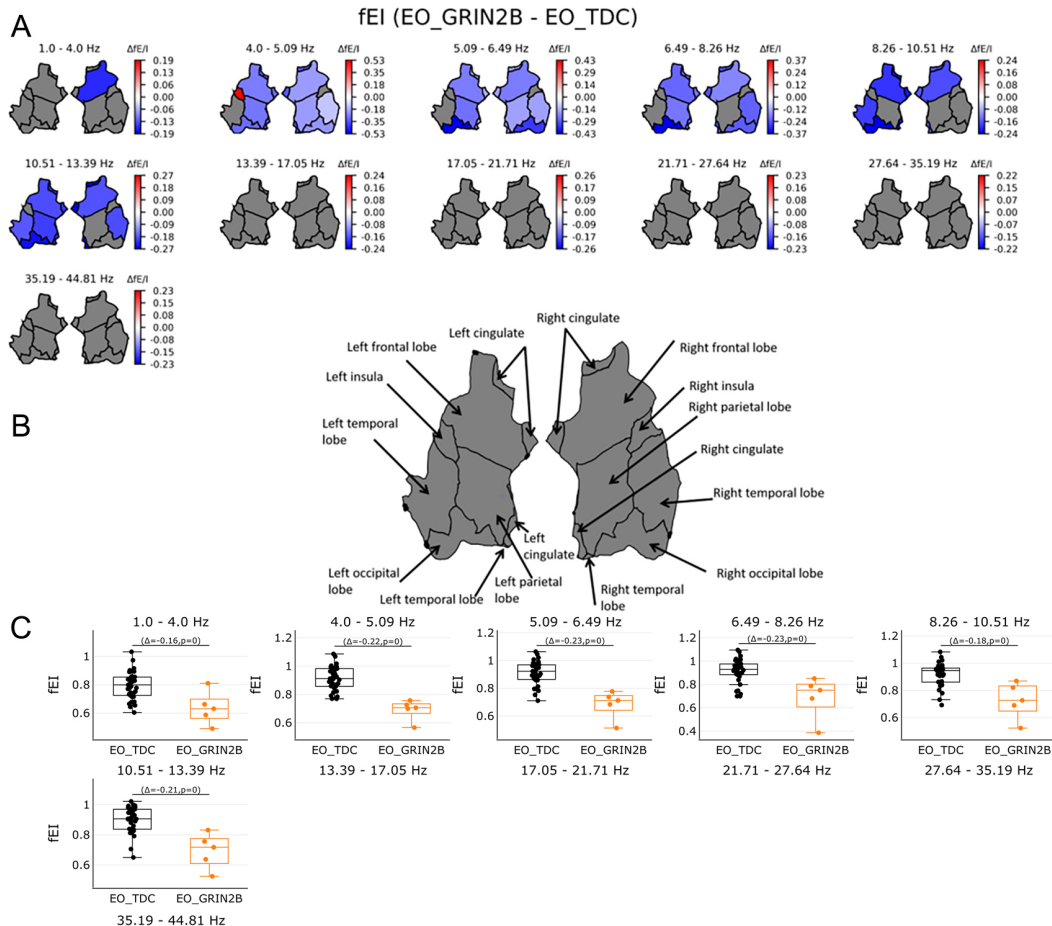 fEI (EO_GRIN2B - EO_TDC)
A
1.0 - 4.0 Hz ΔfE/I
0.19
0.13
0.06
0.00
-0.06
-0.13
-0.19
4.0 - 5.09 Hz ΔfE/I
0.53
0.35
0.18
0.00
-0.18
-0.35
-0.53
5.09 - 6.49 Hz ΔfE/I
0.43
0.29
0.14
0.00
-0.14
-0.29
-0.43
6.49 - 8.26 Hz ΔfE/I
0.37
0.24
0.12
0.00
-0.12
-0.24
-0.37
8.26 - 10.51 Hz ΔfE/I
0.24
0.16
0.08
0.00
-0.08
-0.16
-0.24
10.51 - 13.39 Hz ΔfE/I
0.27
0.18
0.09
0.00
-0.09
-0.18
-0.27
13.39 - 17.05 Hz ΔfE/I
0.24
0.16
0.08
0.00
-0.08
-0.16
-0.24
17.05 - 21.71 Hz ΔfE/I
0.26
0.17
0.09
0.00
-0.09
-0.17
-0.26
21.71 - 27.64 Hz ΔfE/I
0.23
0.15
0.08
0.00
-0.08
-0.15
-0.23
27.64 - 35.19 Hz ΔfE/I
0.22
0.15
0.07
0.00
-0.07
-0.15
-0.22
35.19 - 44.81 Hz ΔfE/I
0.23
0.15
0.08
0.00
-0.08
-0.15
-0.23
B
Left cingulate
Left frontal lobe
Left insula
Left temporal
lobe
Left occipital
lobe
Left temporal lobe
Left parietal
lobe
Left
cingulate
Right cingulate
Right frontal lobe
Right insula
Right parietal lobe
Right cingulate
Right temporal lobe
Right occipital lobe
Right temporal
lobe
C
1.0 - 4.0 Hz
(Δ=-0.16,p=0)
fEI
1
0.8
0.6
EO_TDC EO_GRIN2B
4.0 - 5.09 Hz
(Δ=-0.22,p=0)
fEI
1.2
1
0.8
0.6
EO_TDC EO_GRIN2B
5.09 - 6.49 Hz
(Δ=-0.23,p=0)
fEI
1.2
1
0.8
0.6
EO_TDC EO_GRIN2B
6.49 - 8.26 Hz
(Δ=-0.23,p=0)
fEI
1.2
1
0.8
0.6
0.4
EO_TDC EO_GRIN2B
8.26 - 10.51 Hz
(Δ=-0.18,p=0)
fEI
1.2
1
0.8
0.6
EO_TDC EO_GRIN2B
10.51 - 13.39 Hz
13.39 - 17.05 Hz
17.05 - 21.71 Hz
21.71 - 27.64 Hz
27.64 - 35.19 Hz
(Δ=-0.21,p=0)
fEI
1
0.8
0.6
EO_TDC EO_GRIN2B
35.19 - 44.81 Hz